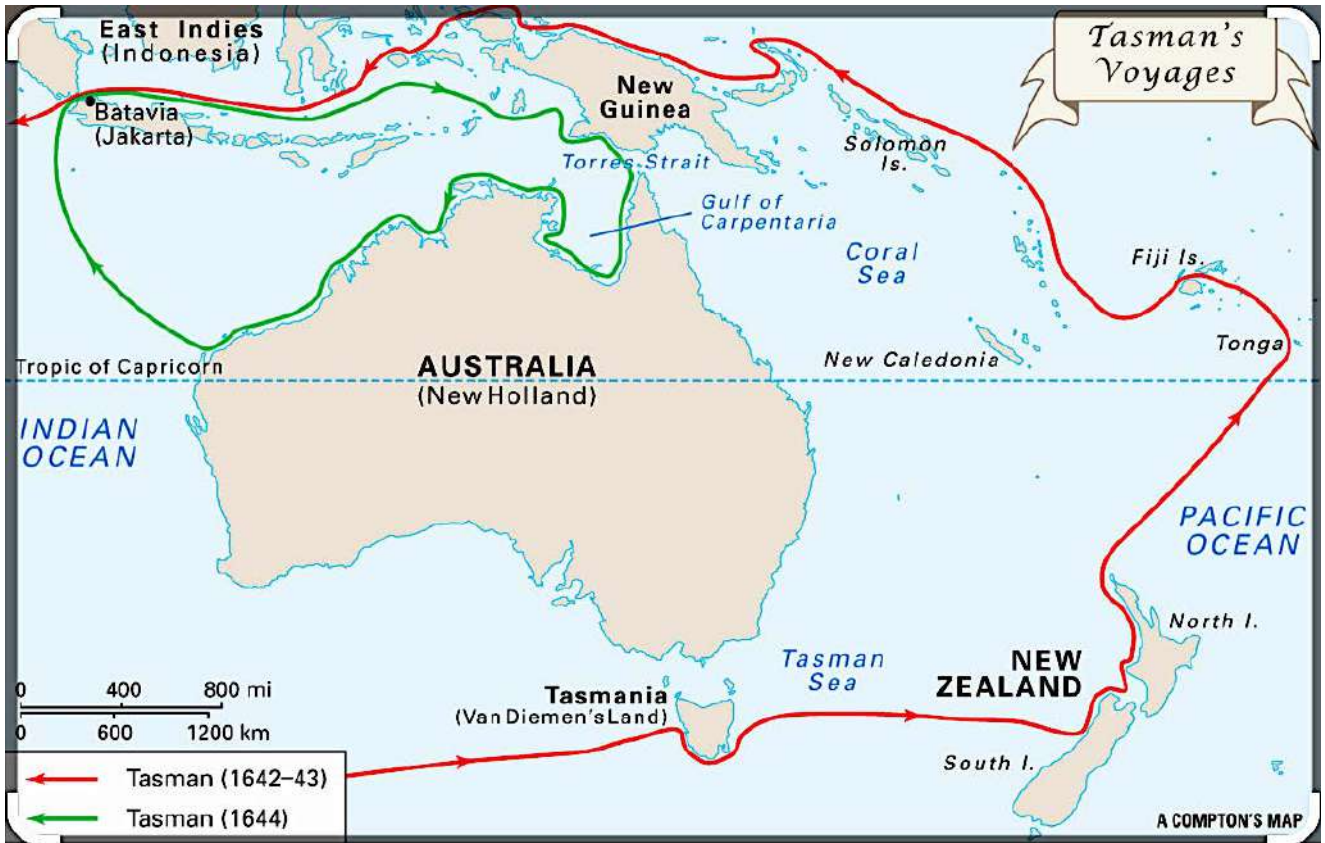 East Indies
(Indonesia)
Tasman's
Voyages
New
Guinea
Batavia
(Jakarta)
Solomon
Is.
Torres Strait
Gulf of
Carpentaria
Coral
Sea
Fiji Is.
Tonga
New Caledonia
Tropic of Capricorn
AUSTRALIA
(New Holland)
INDIAN
OCEAN
PACIFIC
OCEAN
North I.
Tasman
Sea
NEW
ZEALAND
Tasmania
(Van Diemen's Land)
South I.
0 400 800 mi
0 600 1200 km
Tasman (1642–43)
Tasman (1644)
A COMPTON'S MAP